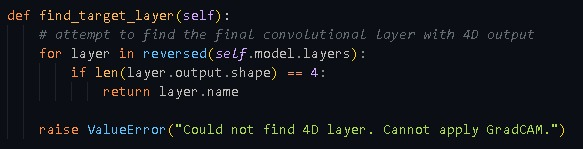 def find_target_layer(self):
    # attempt to find the final convolutional layer with 4D output
    for layer in reversed(self.model.layers):
        if len(layer.output.shape) == 4:
            return layer.name
    raise ValueError("Could not find 4D layer. Cannot apply GradCAM.")